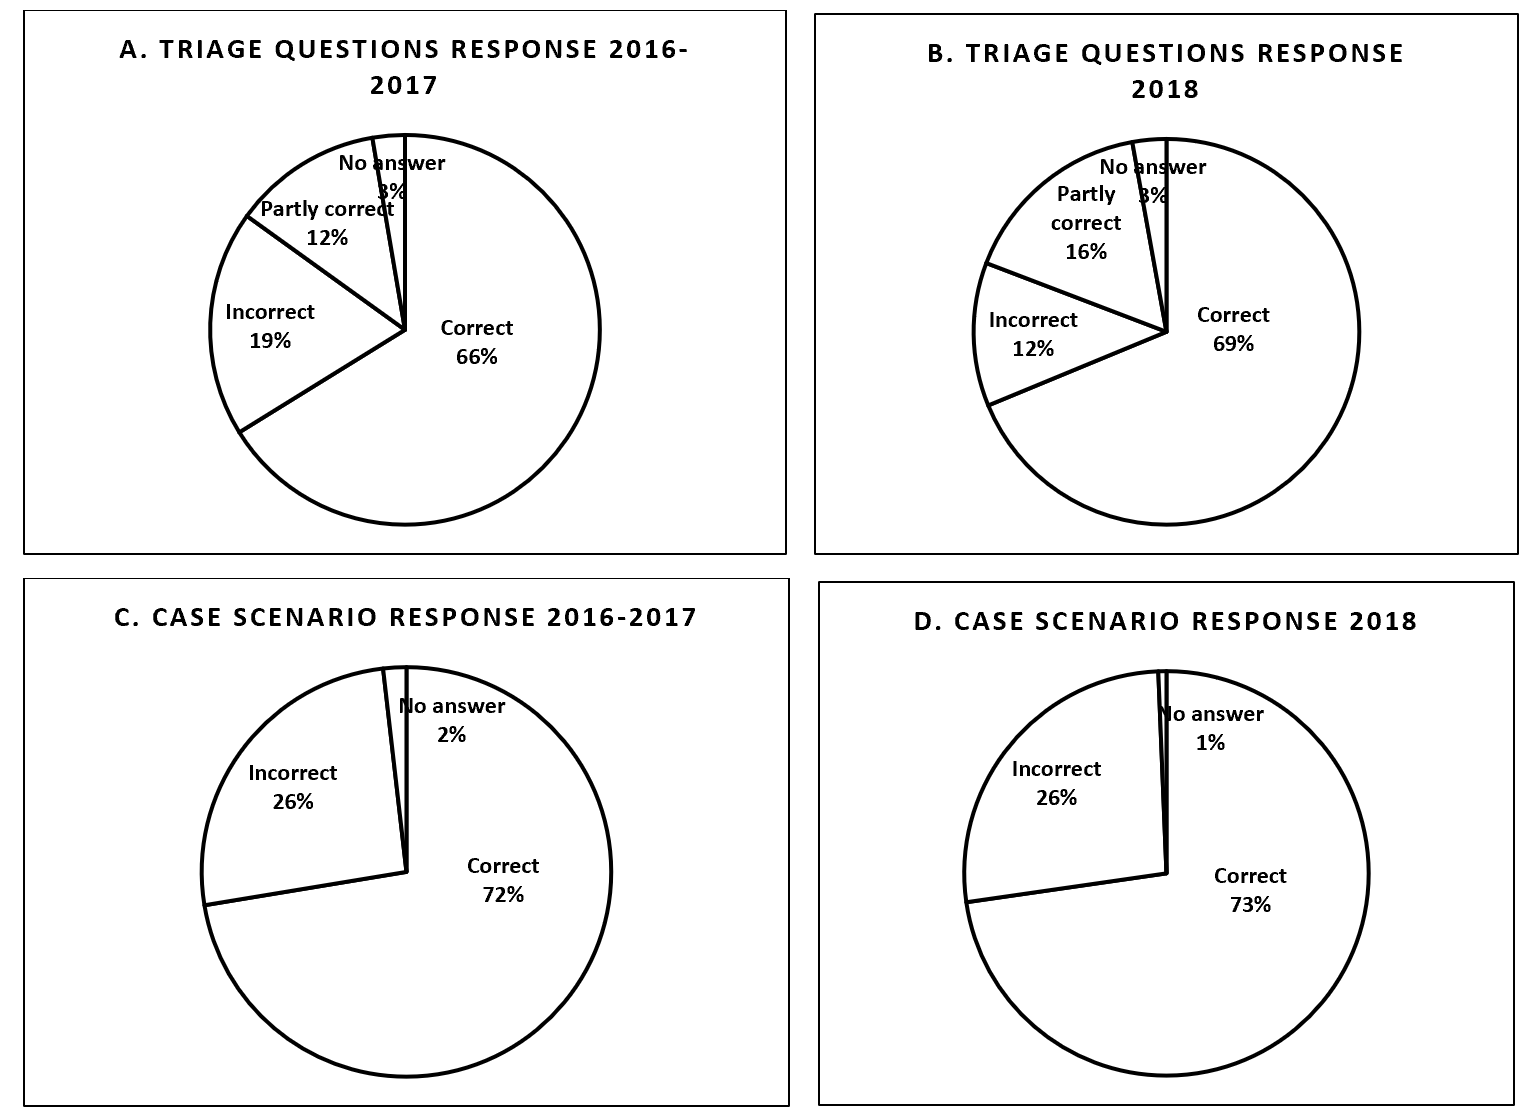 A. TRIAGE QUESTIONS RESPONSE 2016-
2017
No answer
3%
Partly correct
12%
Incorrect
19%
Correct
66%
B. TRIAGE QUESTIONS RESPONSE
2018
No answer
3%
Partly
correct
16%
Incorrect
12%
Correct
69%
C. CASE SCENARIO RESPONSE 2016-2017
No answer
2%
Incorrect
26%
Correct
72%
D. CASE SCENARIO RESPONSE 2018
No answer
1%
Incorrect
26%
Correct
73%